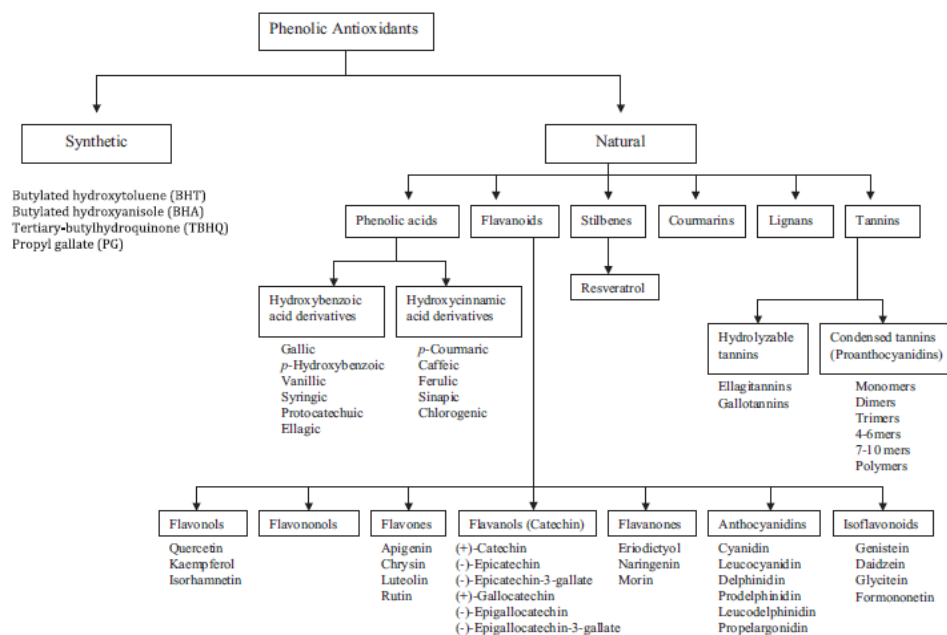 Phenolic Antioxidants
Synthetic
Natural
Butylated hydroxytoluene (BHT)
Butylated hydroxyanisole (BHA)
Tertiary-butylhydroquinone (TBHQ)
Propyl gallate (PG)
Phenolic acids
Flavanoids
Stilbenes
Courmarins
Lignans
Tannins
Resveratrol
Hydroxybenzoic
acid derivatives
Gallic
p-Hydroxybenzoic
Vanillic
Syringic
Protocatechuic
Ellagic
Hydroxycinnamic
acid derivatives
p-Courmaric
Caffeic
Ferulic
Sinapic
Chlorogenic
Hydrolyzable
tannins
Ellagitannins
Gallotannins
Condensed tannins
(Proanthocyanidins)
Monomers
Dimers
Trimers
4-6mers
7-10 mers
Polymers
Flavonols
Quercetin
Kaempferol
Isorhamnetin
Flavononols
Flavones
Apigenin
Chrysin
Luteolin
Rutin
Flavanols (Catechin)
(+)-Catechin
(-)-Epicatechin
(-)-Epicatechin-3-gallate
(+)-Gallocatechin
(-)-Epigallocatechin
(-)-Epigallocatechin-3-gallate
Flavanones
Eriodictyol
Naringenin
Morin
Anthocyanidins
Cyanidin
Leucocyanidin
Delphinidin
Prodelphinidin
Leucodelphinidin
Propelargonidin
Isoflavonoids
Genistein
Daidzein
Glycitein
Formononetin